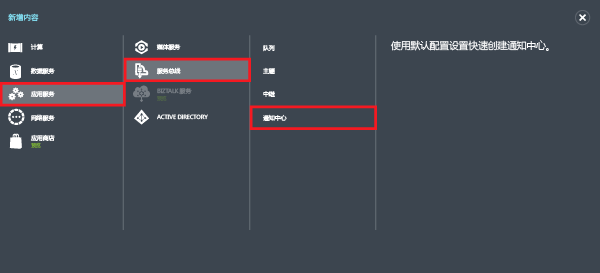 新增内容
计算
数据服务
应用服务
网络服务
应用商店
预览
媒体服务
服务总线
BIZTALK 服务
预览
ACTIVE DIRECTORY
队列
主题
中继
通知中心
使用默认配置设置快速创建通知中心。